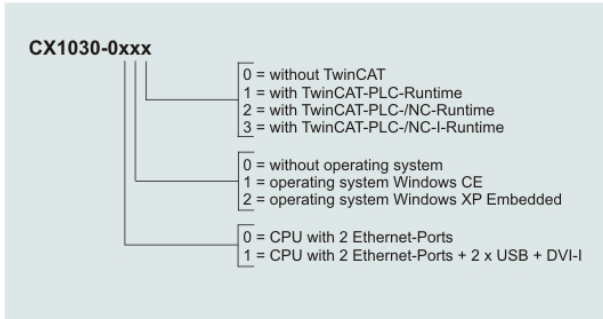 CX1030-0xxx
0 = without TwinCAT
1 = with TwinCAT-PLC-Runtime
2 = with TwinCAT-PLC-/NC-Runtime
3 = with TwinCAT-PLC-/NC-I-Runtime
0 = without operating system
1 = operating system Windows CE
2 = operating system Windows XP Embedded
0 = CPU with 2 Ethernet-Ports
1 = CPU with 2 Ethernet-Ports + 2 x USB + DVI-I